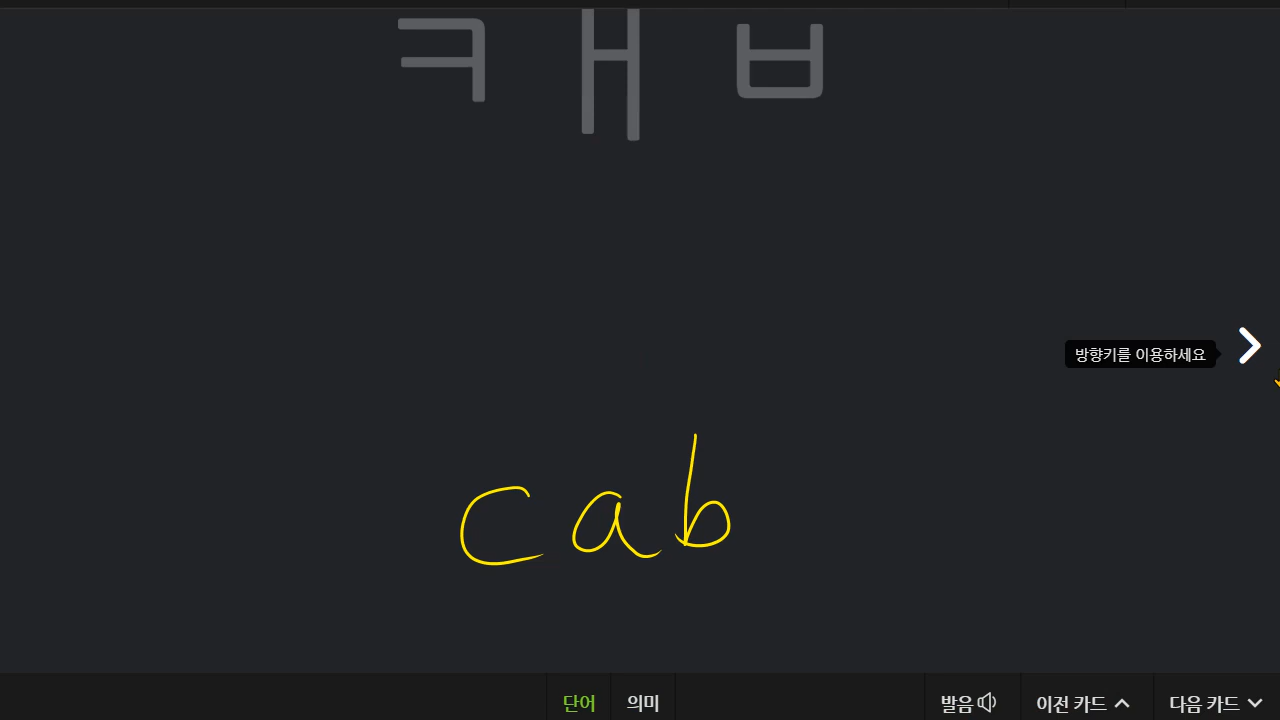 ㅋ ㅐ ㅂ
방향키를 이용하세요
cab
단어 의미 발음 이전 카드 다음 카드